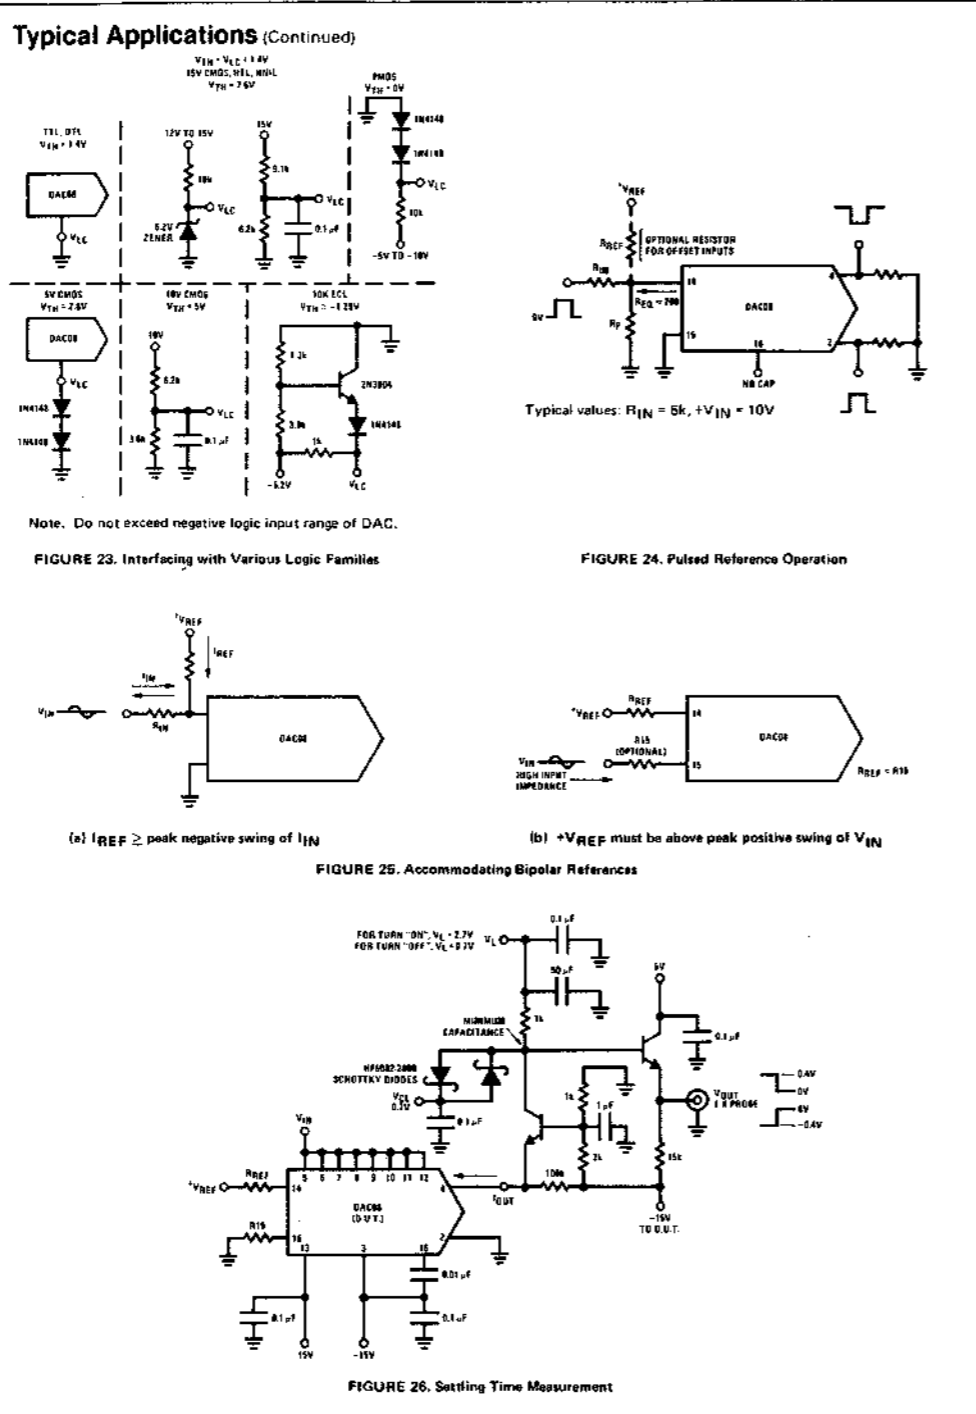 Typical Applications (Continued)
VTH = VLC + 1.4V
15V CMOS, HTL, HNIL
VTH = 7.6V
PMOS
VTH = 0V
TTL, DTL
VTH = 1.4V
12V TO 15V
15V
1N4148
1N4148
DAC08
10k
9.1k
VLC
VLC
VLC
VLC
6.2V
ZENER
6.2k
0.1 µF
10k
-5V TO -10V
5V CMOS
VTH = 2.8V
10V CMOS
VTH = 5V
10K ECL
VTH = -1.29V
DAC08
10V
1.3k
6.2k
2N3904
VLC
VLC
1N4148
1N4148
3.6k
0.1 µF
3.9k
1k
1N4148
-5.2V
VLC
Note. Do not exceed negative logic input range of DAC.
FIGURE 23. Interfacing with Various Logic Families
+VREF
RREF
OPTIONAL RESISTOR
FOR OFFSET INPUTS
RIN
14
4
REQ ≈ 200
DAC08
0V
RP
15
16
2
NO CAP
Typical values: RIN = 5k, +VIN = 10V
FIGURE 24. Pulsed Reference Operation
+VREF
IREF
IIN
VIN
RIN
DAC08
(a) IREF ≥ peak negative swing of IIN
RREF
+VREF
14
DAC08
R15
(OPTIONAL)
VIN
15
HIGH INPUT
IMPEDANCE
RREF = R15
(b) +VREF must be above peak positive swing of VIN
FIGURE 25. Accommodating Bipolar References
FOR TURN "ON", VL = 2.7V
FOR TURN "OFF", VL = 0.7V
VL
0.1 µF
50 µF
5V
1k
MINIMUM
CAPACITANCE
0.1 µF
HP5082-2800
SCHOTTKY DIODES
VCL
0.7V
0.1 µF
1k
1 µF
VOUT
1 X PROBE
0.4V
0V
0V
-0.4V
VIN
2k
15k
RREF
+VREF
5 6 7 8 9 10 11 12
14
4
IOUT
100k
DAC08
(D.U.T.)
-15V
TO D.U.T.
R15
15
2
13
3
16
0.01 µF
0.1 µF
0.1 µF
15V
-15V
FIGURE 26. Settling Time Measurement